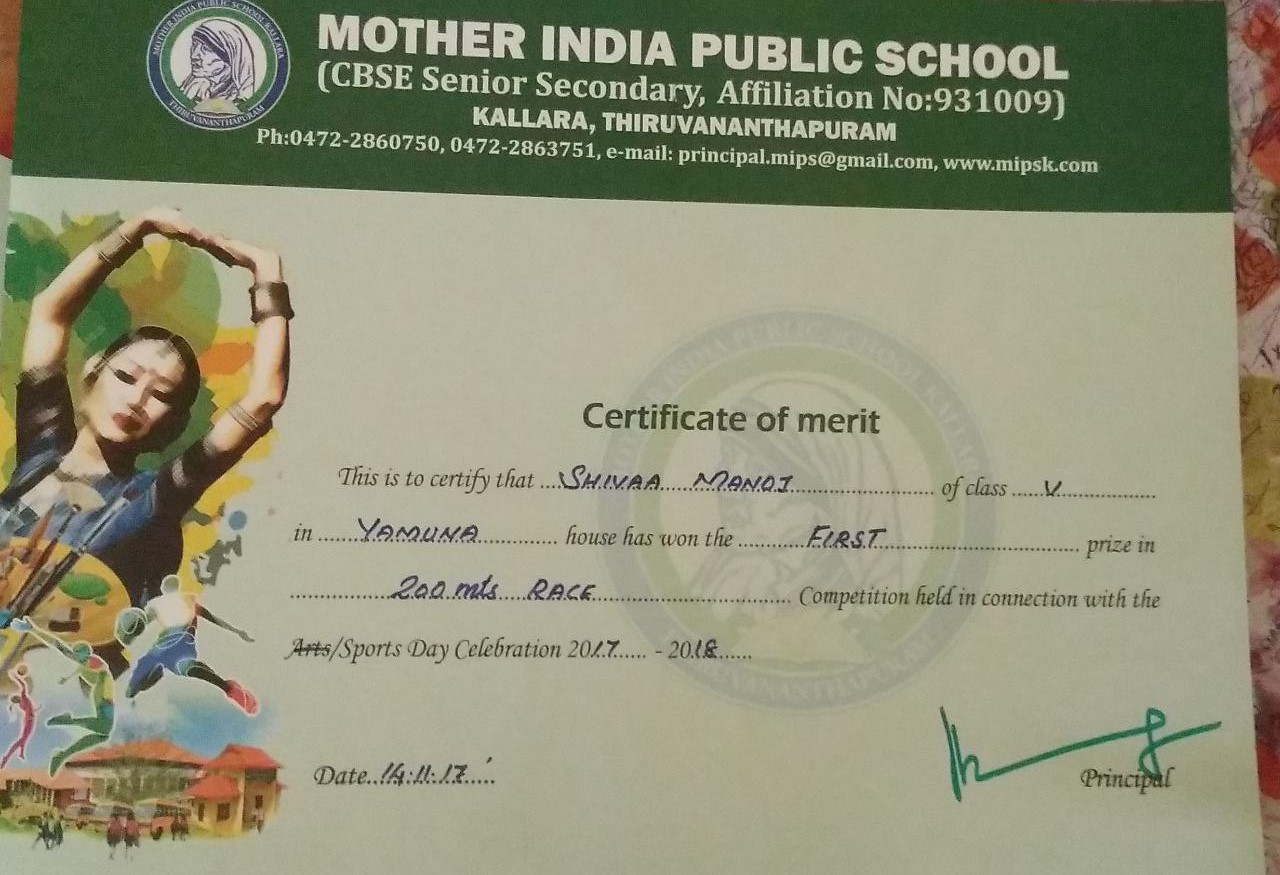 MOTHER INDIA PUBLIC SCHOOL KALLARA
THIRUVANANTHAPURAM
MOTHER INDIA PUBLIC SCHOOL
(CBSE Senior Secondary, Affiliation No:931009)
KALLARA, THIRUVANANTHAPURAM
Ph:0472-2860750, 0472-2863751, e-mail: principal.mips@gmail.com, www.mipsk.com
Certificate of merit
This is to certify that ...SHIVAA MANOJ... of class ...V...
in ...YAMUNA... house has won the ...FIRST... prize in
...200 mts RACE... Competition held in connection with the
Arts/Sports Day Celebration 2017... - 2018...
Date..14.11.17...
Principal